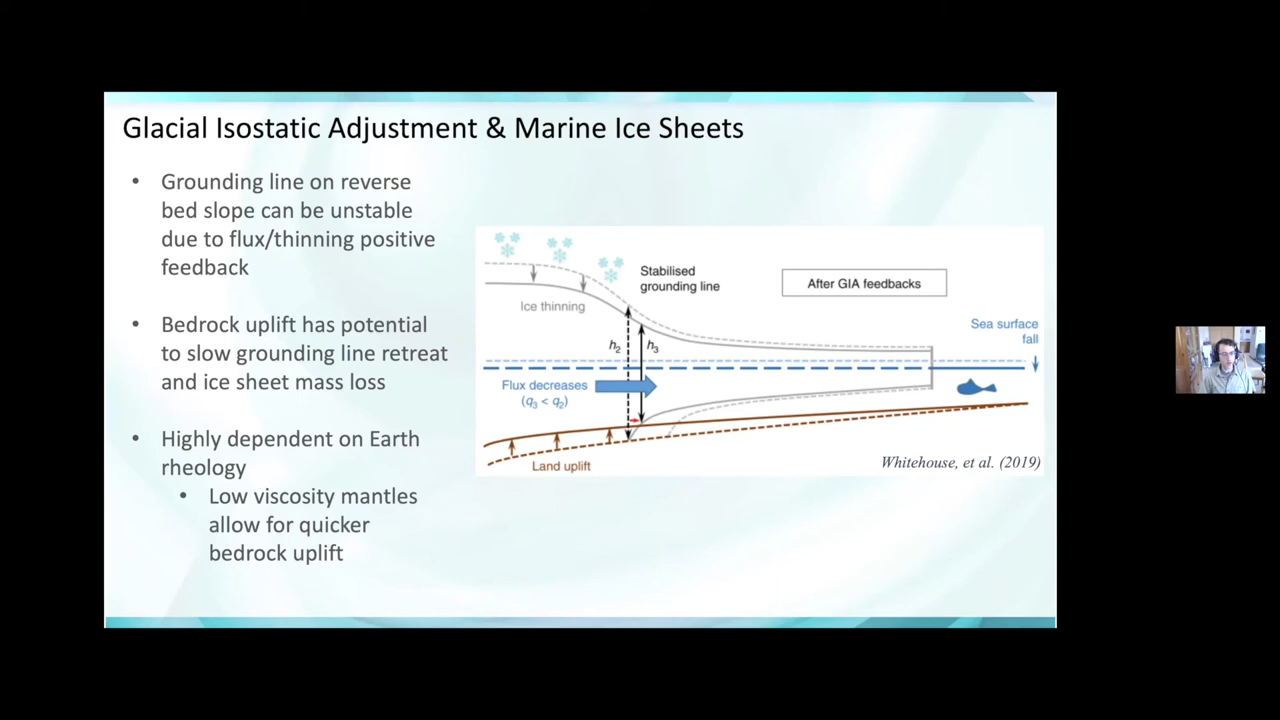 Glacial Isostatic Adjustment & Marine Ice Sheets
• Grounding line on reverse
bed slope can be unstable
due to flux/thinning positive
feedback
• Bedrock uplift has potential
to slow grounding line retreat
and ice sheet mass loss
• Highly dependent on Earth
rheology
• Low viscosity mantles
allow for quicker
bedrock uplift
Stabilised
grounding line
After GIA feedbacks
Ice thinning
Sea surface
fall
h₂
h₃
Flux decreases
(q₃ < q₂)
Land uplift
Whitehouse, et al. (2019)